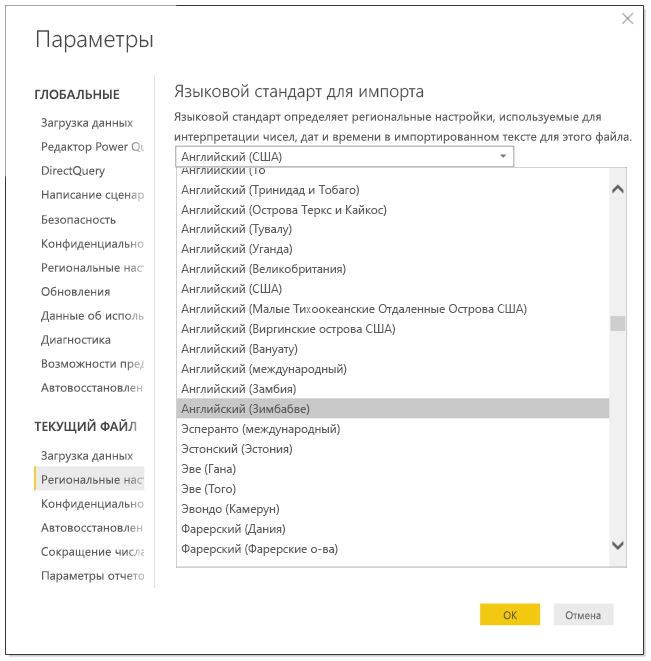 Параметры
ГЛОБАЛЬНЫЕ
Загрузка данных
Редактор Power Qu
DirectQuery
Написание сценар
Безопасность
Конфиденциально
Региональные наст
Обновления
Данные об исполь
Диагностика
Возможности пред
Автовосстановлен
ТЕКУЩИЙ ФАЙЛ
Загрузка данных
Региональные наст
Конфиденциально
Автовосстановлен
Сокращение числа
Параметры отчето
Языковой стандарт для импорта
Языковой стандарт определяет региональные настройки, используемые для
интерпретации чисел, дат и времени в импортированном тексте для этого файла.
Английский (США)
Английский (То
Английский (Тринидад и Тобаго)
Английский (Острова Теркс и Кайкос)
Английский (Тувалу)
Английский (Уганда)
Английский (Великобритания)
Английский (США)
Английский (Малые Тихоокеанские Отдаленные Острова США)
Английский (Виргинские острова США)
Английский (Вануату)
Английский (международный)
Английский (Замбия)
Английский (Зимбабве)
Эсперанто (международный)
Эстонский (Эстония)
Эве (Гана)
Эве (Того)
Эвондо (Камерун)
Фарерский (Дания)
Фарерский (Фарерские о-ва)
ОК
Отмена